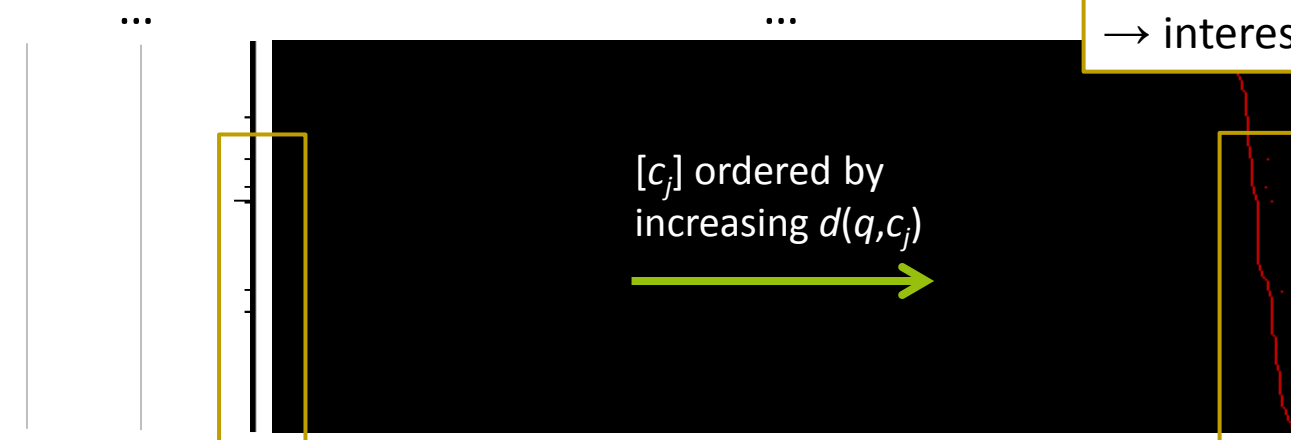 ... ...
→ interes
[cj] ordered by
increasing d(q,cj)